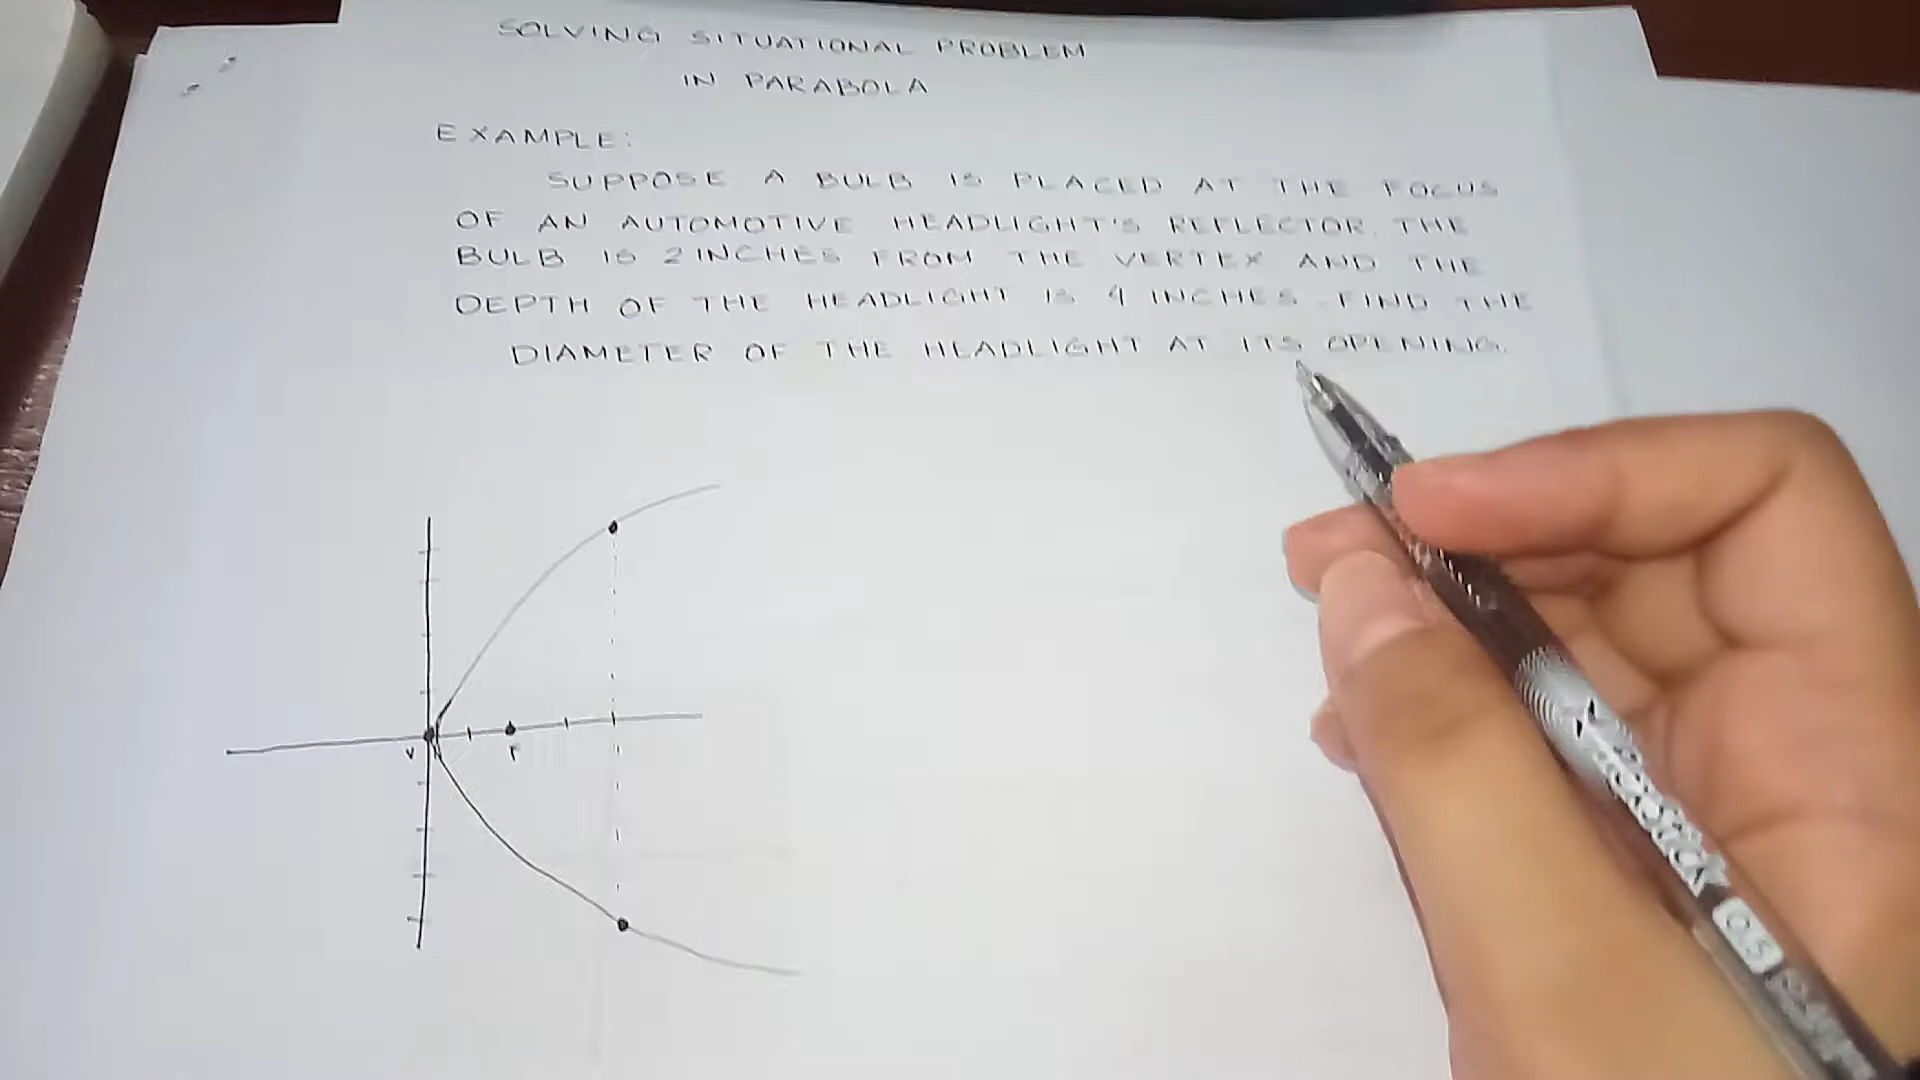 SOLVING SITUATIONAL PROBLEM
IN PARABOLA
EXAMPLE:
SUPPOSE A BULB IS PLACED AT THE FOCUS
OF AN AUTOMOTIVE HEADLIGHT'S REFLECTOR. THE
BULB IS 2 INCHES FROM THE VERTEX AND THE
DEPTH OF THE HEADLIGHT IS 4 INCHES. FIND THE
DIAMETER OF THE HEADLIGHT AT ITS OPENING.
V F
0.5